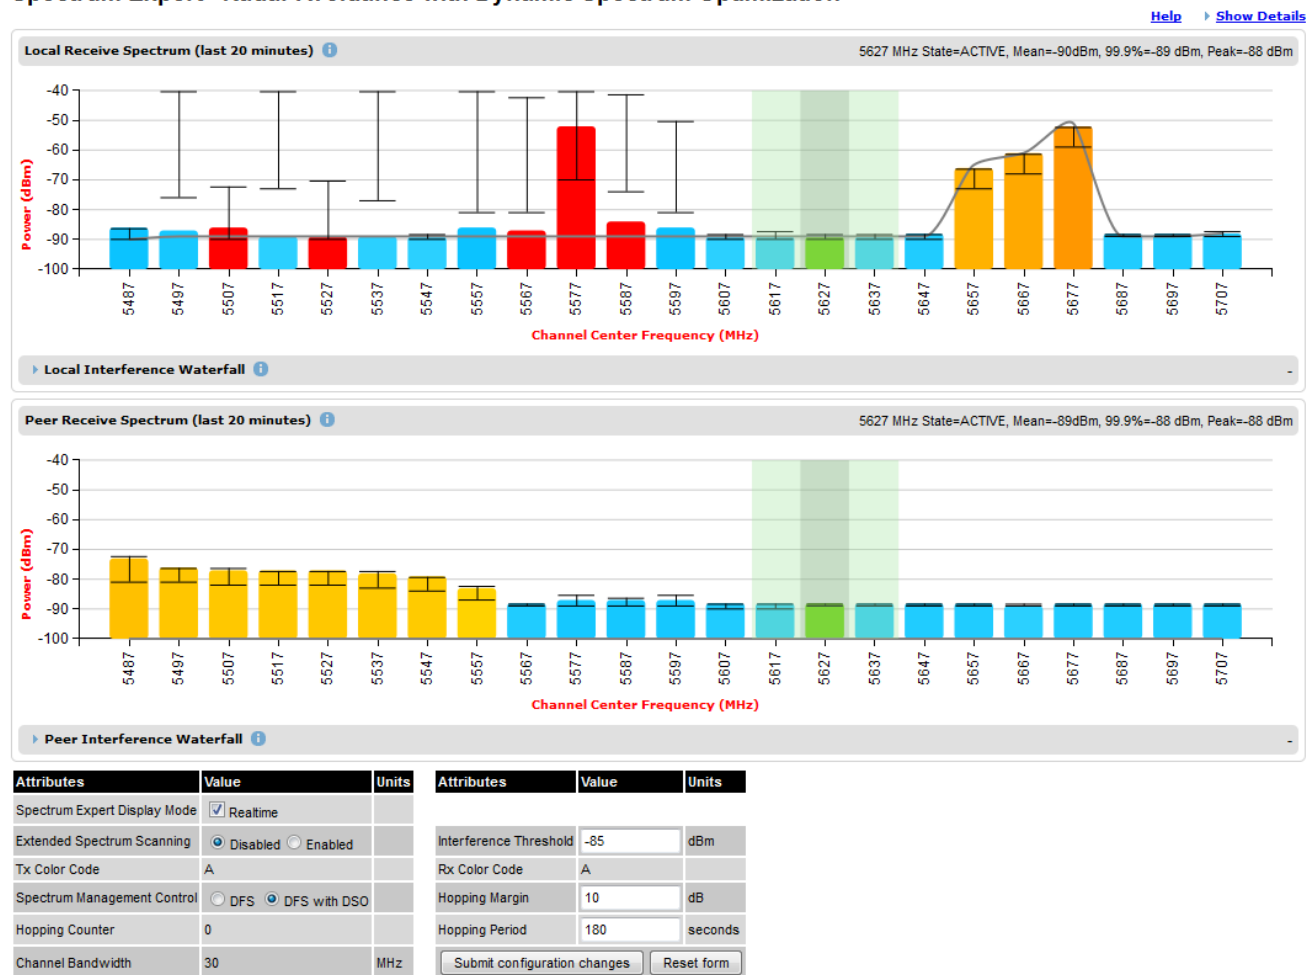 Help Show Details
Local Receive Spectrum (last 20 minutes) i 5627 MHz State=ACTIVE, Mean=-90dBm, 99.9%=-89 dBm, Peak=-88 dBm
-40
-50
-60
-70
-80
-90
-100
Power (dBm)
5487 5497 5507 5517 5527 5537 5547 5557 5567 5577 5587 5597 5607 5617 5627 5637 5647 5657 5667 5677 5687 5697 5707
Channel Center Frequency (MHz)
Local Interference Waterfall i -
Peer Receive Spectrum (last 20 minutes) i 5627 MHz State=ACTIVE, Mean=-89dBm, 99.9%=-88 dBm, Peak=-88 dBm
-40
-50
-60
-70
-80
-90
-100
Power (dBm)
5487 5497 5507 5517 5527 5537 5547 5557 5567 5577 5587 5597 5607 5617 5627 5637 5647 5657 5667 5677 5687 5697 5707
Channel Center Frequency (MHz)
Peer Interference Waterfall i -
Attributes Value Units Attributes Value Units
Spectrum Expert Display Mode Realtime
Extended Spectrum Scanning Disabled Enabled Interference Threshold -85 dBm
Tx Color Code A Rx Color Code A
Spectrum Management Control DFS DFS with DSO Hopping Margin 10 dB
Hopping Counter 0 Hopping Period 180 seconds
Channel Bandwidth 30 MHz Submit configuration changes Reset form